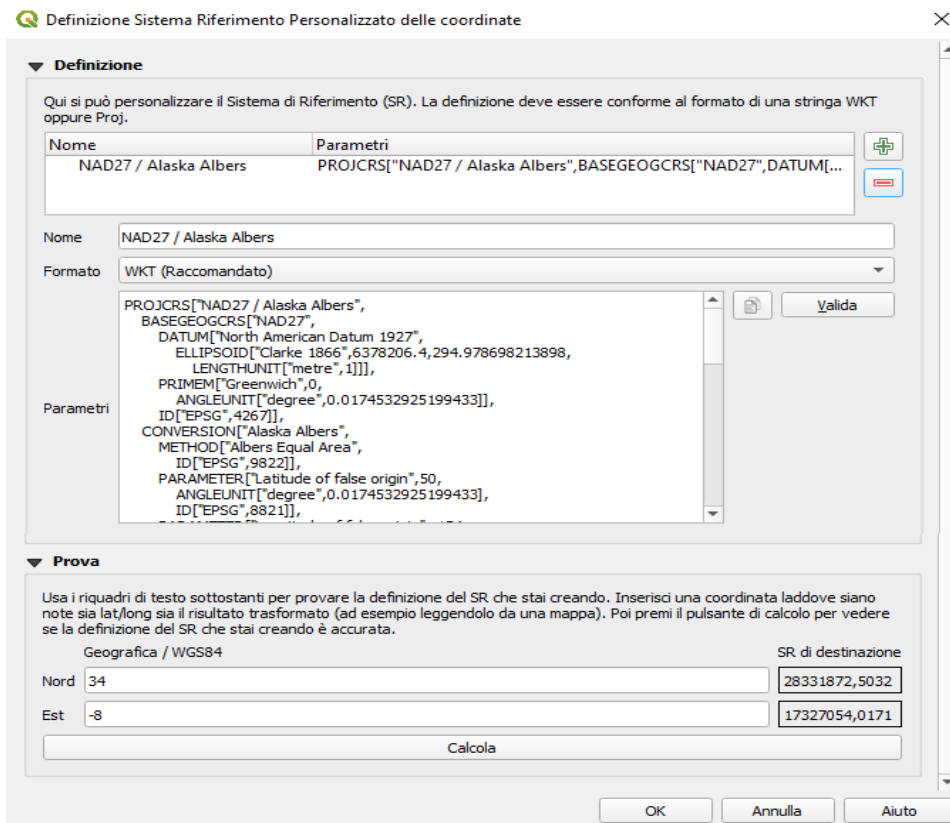 Definizione Sistema Riferimento Personalizzato delle coordinate
Definizione
Qui si può personalizzare il Sistema di Riferimento (SR). La definizione deve essere conforme al formato di una stringa WKT
oppure Proj.
Nome Parametri
NAD27 / Alaska Albers PROJCRS["NAD27 / Alaska Albers",BASEGEOGCRS["NAD27",DATUM[...
Nome NAD27 / Alaska Albers
Formato WKT (Raccomandato)
Valida
Parametri
PROJCRS["NAD27 / Alaska Albers",
BASEGEOGCRS["NAD27",
DATUM["North American Datum 1927",
ELLIPSOID["Clarke 1866",6378206.4,294.978698213898,
LENGTHUNIT["metre",1]]],
PRIMEM["Greenwich",0,
ANGLEUNIT["degree",0.0174532925199433]],
ID["EPSG",4267]],
CONVERSION["Alaska Albers",
METHOD["Albers Equal Area",
ID["EPSG",9822]],
PARAMETER["Latitude of false origin",50,
ANGLEUNIT["degree",0.0174532925199433],
ID["EPSG",8821]],
Prova
Usa i riquadri di testo sottostanti per provare la definizione del SR che stai creando. Inserisci una coordinata laddove siano
note sia lat/long sia il risultato trasformato (ad esempio leggendolo da una mappa). Poi premi il pulsante di calcolo per vedere
se la definizione del SR che stai creando è accurata.
Geografica / WGS84 SR di destinazione
Nord 34 28331872,5032
Est -8 17327054,0171
Calcola
OK Annulla Aiuto